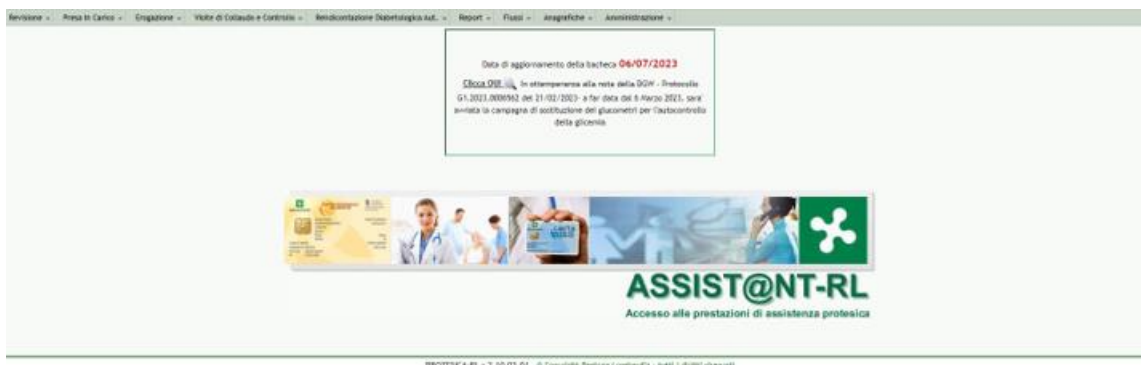 Revisione Presa in Carico Erogazione Visite di Collaudo e Controllo Rendicontazione Diabetologica Aut. Report Flussi Anagrafiche Amministrazione
Data di aggiornamento della bacheca 06/07/2023
Clicca QUI In ottemperanza alla nota della DGW - Protocollo
G1.2023.0006562 del 21/02/2023- a far data dal 6 Marzo 2023, sara'
avviata la campagna di sostituzione dei glucometri per l'autocontrollo
della glicemia
ASSIST@NT-RL
Accesso alle prestazioni di assistenza protesica